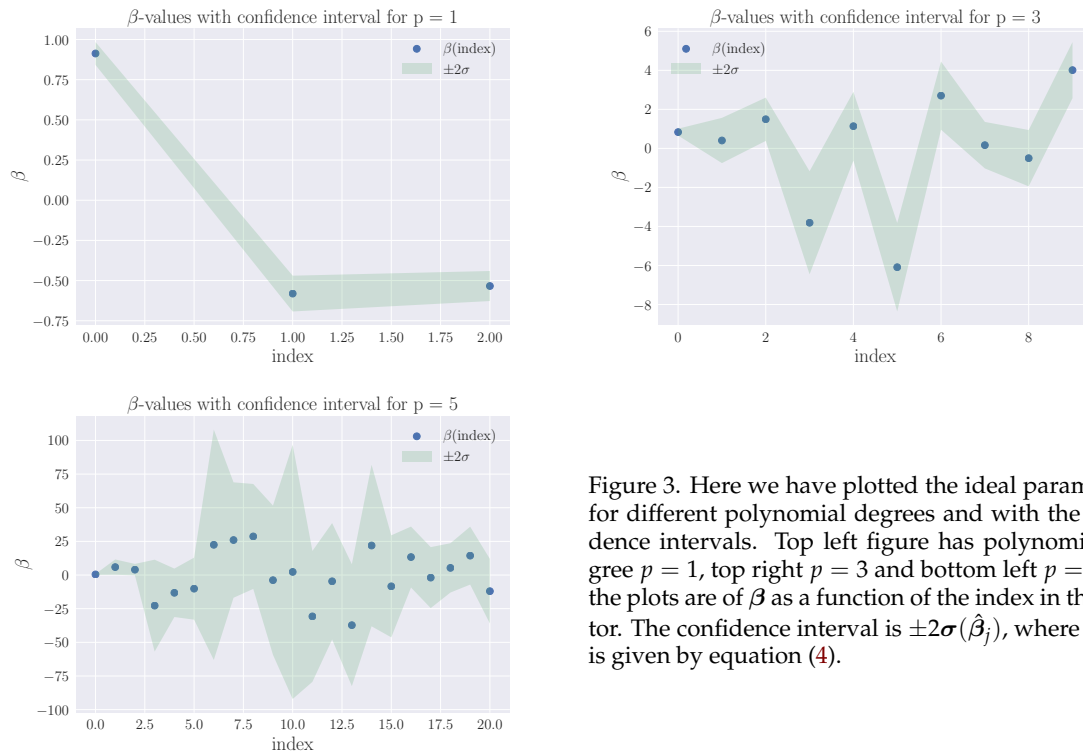 β-values with confidence interval for p = 1
β(index)
±2σ
1.00
0.75
0.50
0.25
0.00
−0.25
−0.50
−0.75
β
0.00 0.25 0.50 0.75 1.00 1.25 1.50 1.75 2.00
index
β-values with confidence interval for p = 3
β(index)
±2σ
6
4
2
0
−2
−4
−6
−8
β
0 2 4 6 8
index
β-values with confidence interval for p = 5
β(index)
±2σ
100
75
50
25
0
−25
−50
−75
−100
β
0.0 2.5 5.0 7.5 10.0 12.5 15.0 17.5 20.0
index
Figure 3. Here we have plotted the ideal param
for different polynomial degrees and with the
dence intervals. Top left figure has polynomi
gree p = 1, top right p = 3 and bottom left p =
the plots are of β as a function of the index in th
tor. The confidence interval is ±2σ(β̂j), where
is given by equation (4).